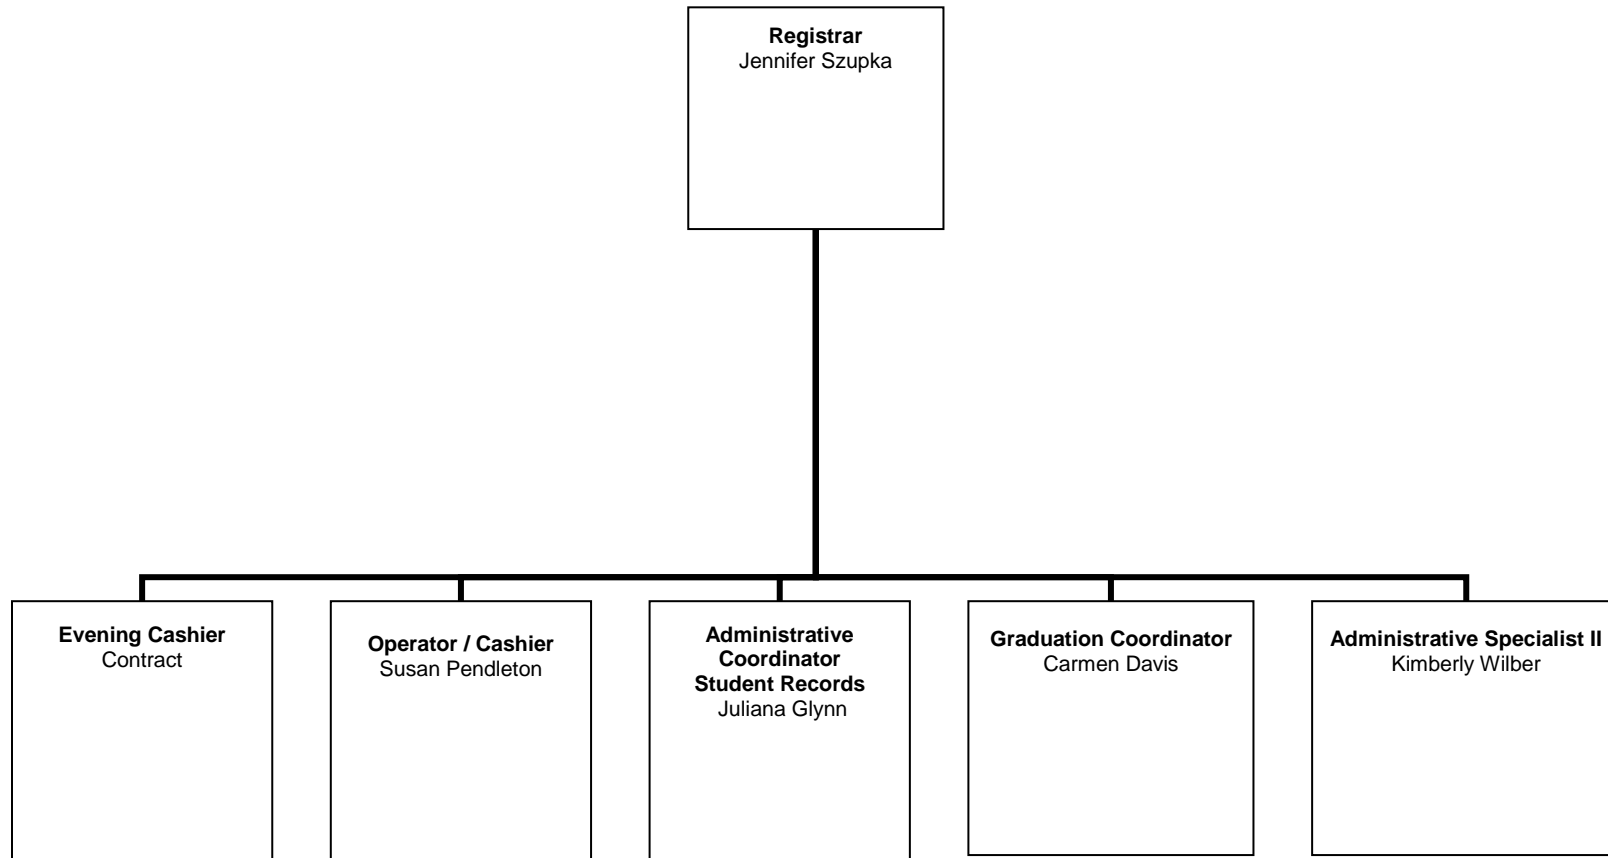 Registrar
Jennifer Szupka
Evening Cashier
Contract
Operator / Cashier
Susan Pendleton
Administrative
Coordinator
Student Records
Juliana Glynn
Graduation Coordinator
Carmen Davis
Administrative Specialist II
Kimberly Wilber